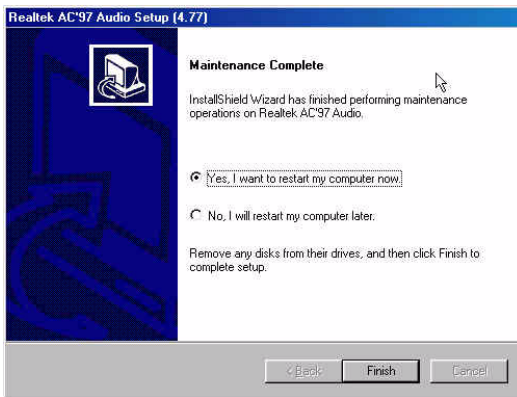 Realtek AC'97 Audio Setup (4.77)
Maintenance Complete
InstallShield Wizard has finished performing maintenance
operations on Realtek AC'97 Audio.
Yes, I want to restart my computer now.
No, I will restart my computer later.
Remove any disks from their drives, and then click Finish to
complete setup.
< Back
Finish
Cancel